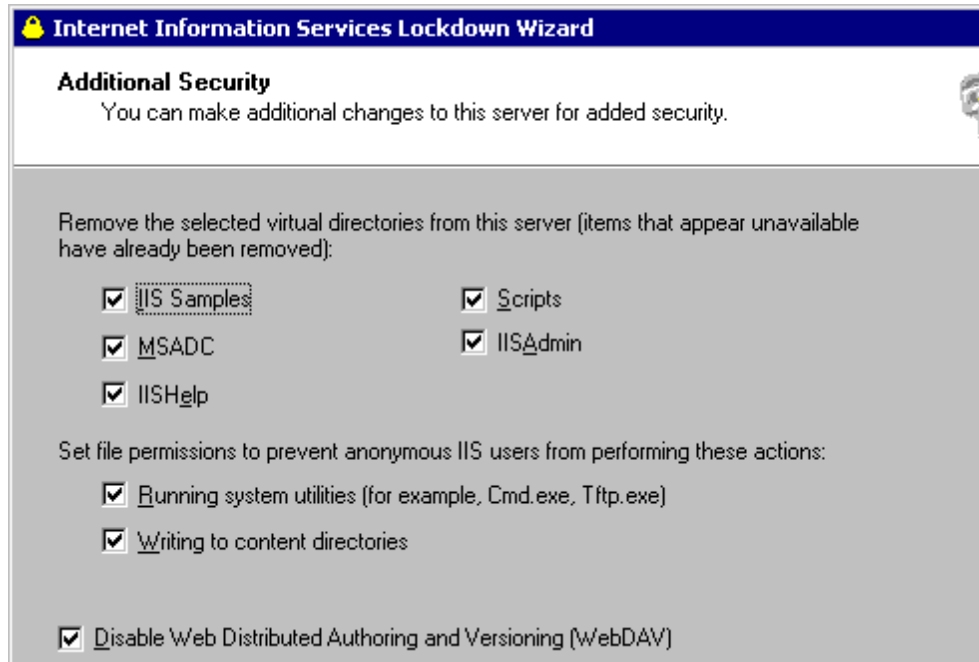 Internet Information Services Lockdown Wizard
Additional Security
You can make additional changes to this server for added security.
Remove the selected virtual directories from this server (items that appear unavailable
have already been removed):
IIS Samples
Scripts
MSADC
IISAdmin
IISHelp
Set file permissions to prevent anonymous IIS users from performing these actions:
Running system utilities (for example, Cmd.exe, Tftp.exe)
Writing to content directories
Disable Web Distributed Authoring and Versioning (WebDAV)